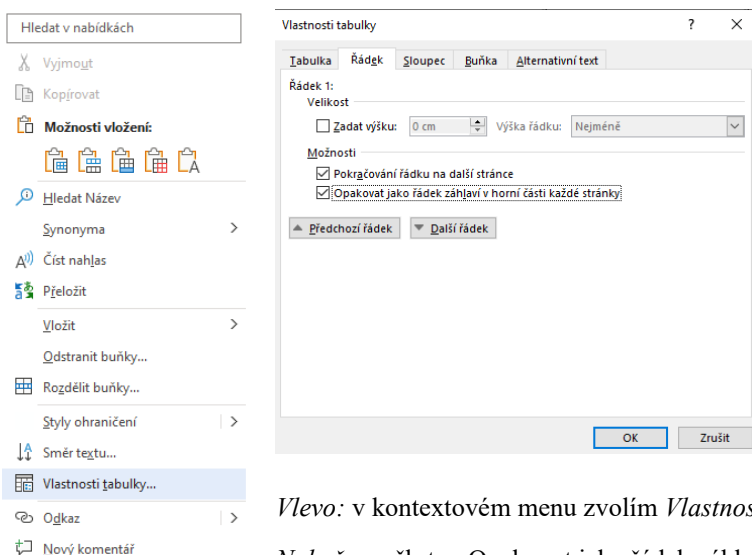 Hledat v nabídkách
Vyjmout
Kopírovat
Možnosti vložení:
Hledat Název
Synonyma
Číst nahlas
Přeložit
Vložit
Odstranit buňky...
Rozdělit buňky...
Styly ohraničení
Směr textu...
Vlastnosti tabulky...
Odkaz
Nový komentář
Vlastnosti tabulky
Tabulka Řádek Sloupec Buňka Alternativní text
Řádek 1:
Velikost
Zadat výšku: 0 cm Výška řádku: Nejméně
Možnosti
Pokračování řádku na další stránce
Opakovat jako řádek záhlaví v horní části každé stránky
Předchozí řádek Další řádek
OK Zrušit
Vlevo: v kontextovém menu zvolím